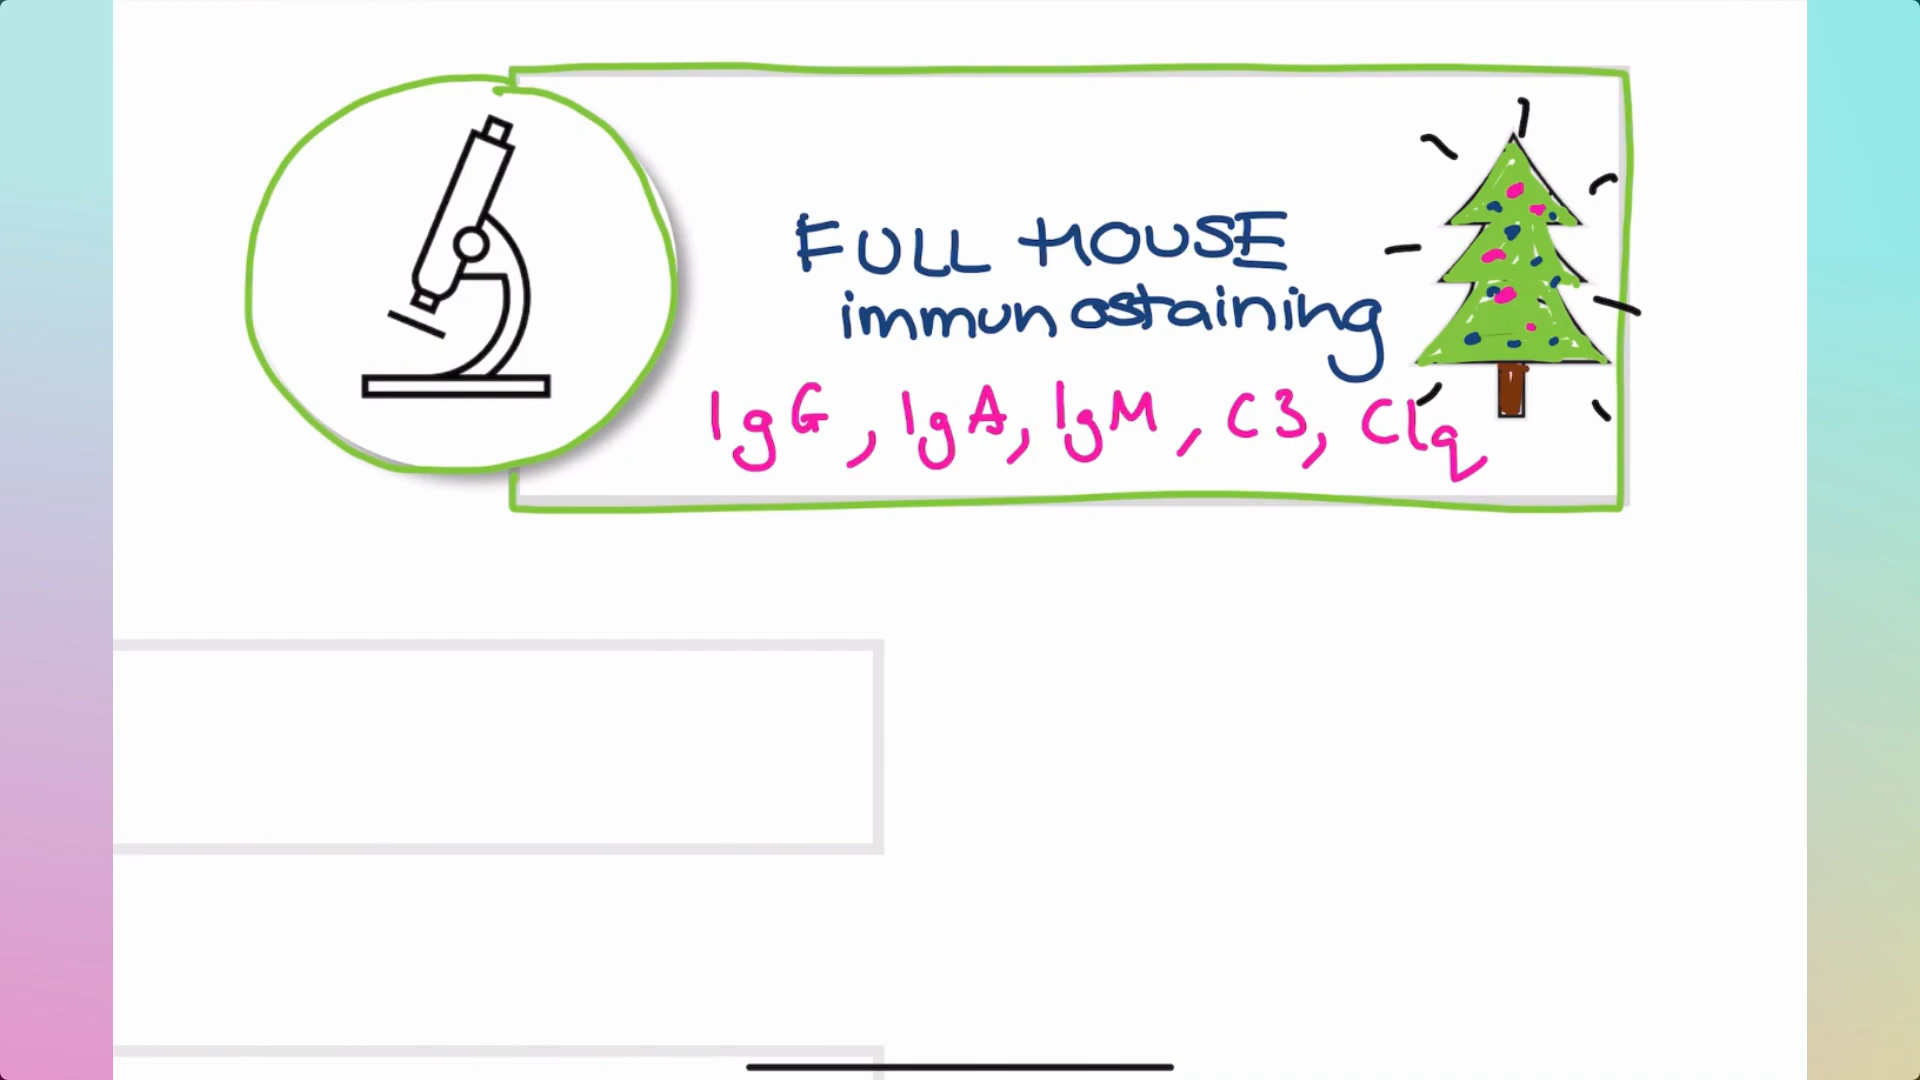 FULL HOUSE
immunostaining
IgG, IgA, IgM, C3, C1q